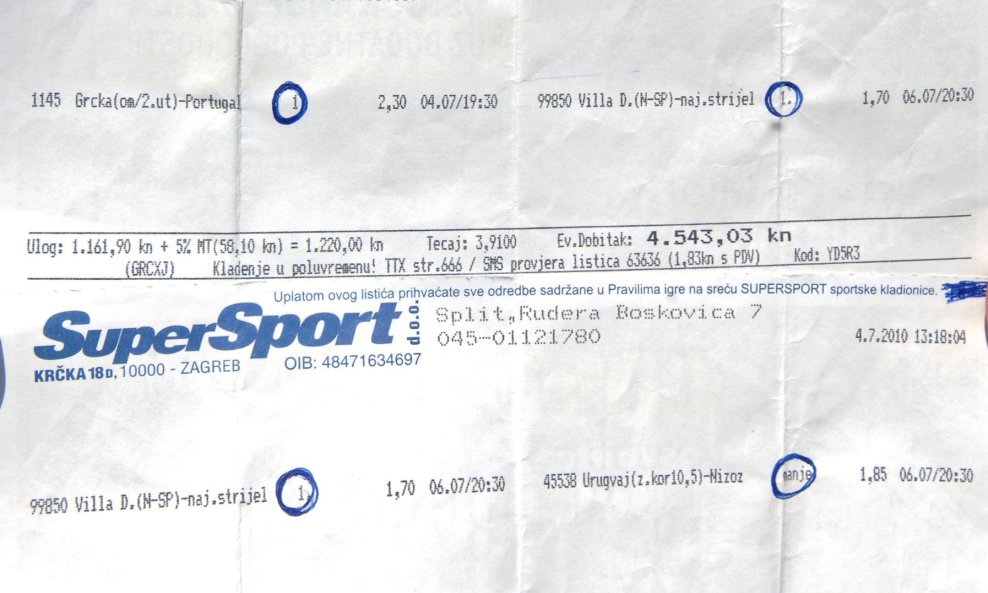 1145 Grcka(om/2.ut)-Portugal 1 2,30 04.07/19:30 99850 Villa D.(N-SP)-naj.strijel 1. 1,70 06.07/20:30
Ulog: 1.161,90 kn + 5% MT(58,10 kn) = 1.220,00 kn Tecaj: 3,9100 Ev.Dobitak: 4.543,03 kn
(GRCXJ) Kladenje u poluvremenu! TTX str.666 / SMS provjera listica 63636 (1,83kn s PDV) Kod: YD5R3
Uplatom ovog listića prihvaćate sve odredbe sadržane u Pravilima igre na sreću SUPERSPORT sportske kladionice.
SuperSport d.o.o. Split,Rudera Boskovica 7
045-01121780 4.7.2010 13:18:04
KRČKA 18D, 10000 - ZAGREB OIB: 48471634697
99850 Villa D.(N-SP)-naj.strijel 1. 1,70 06.07/20:30 45538 Urugvaj(z.kor10,5)-Nizoz manje 1,85 06.07/20:30